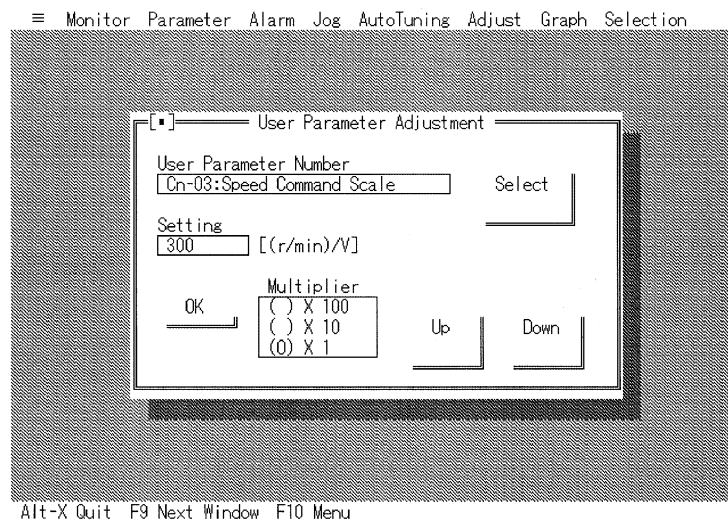 ≡ Monitor Parameter Alarm Jog AutoTuning Adjust Graph Selection
[▪] User Parameter Adjustment
User Parameter Number
Cn-03:Speed Command Scale
Select
Setting
300 [(r/min)/V]
Multiplier
( ) X 100
( ) X 10
(0) X 1
OK
Up
Down
Alt-X Quit F9 Next Window F10 Menu